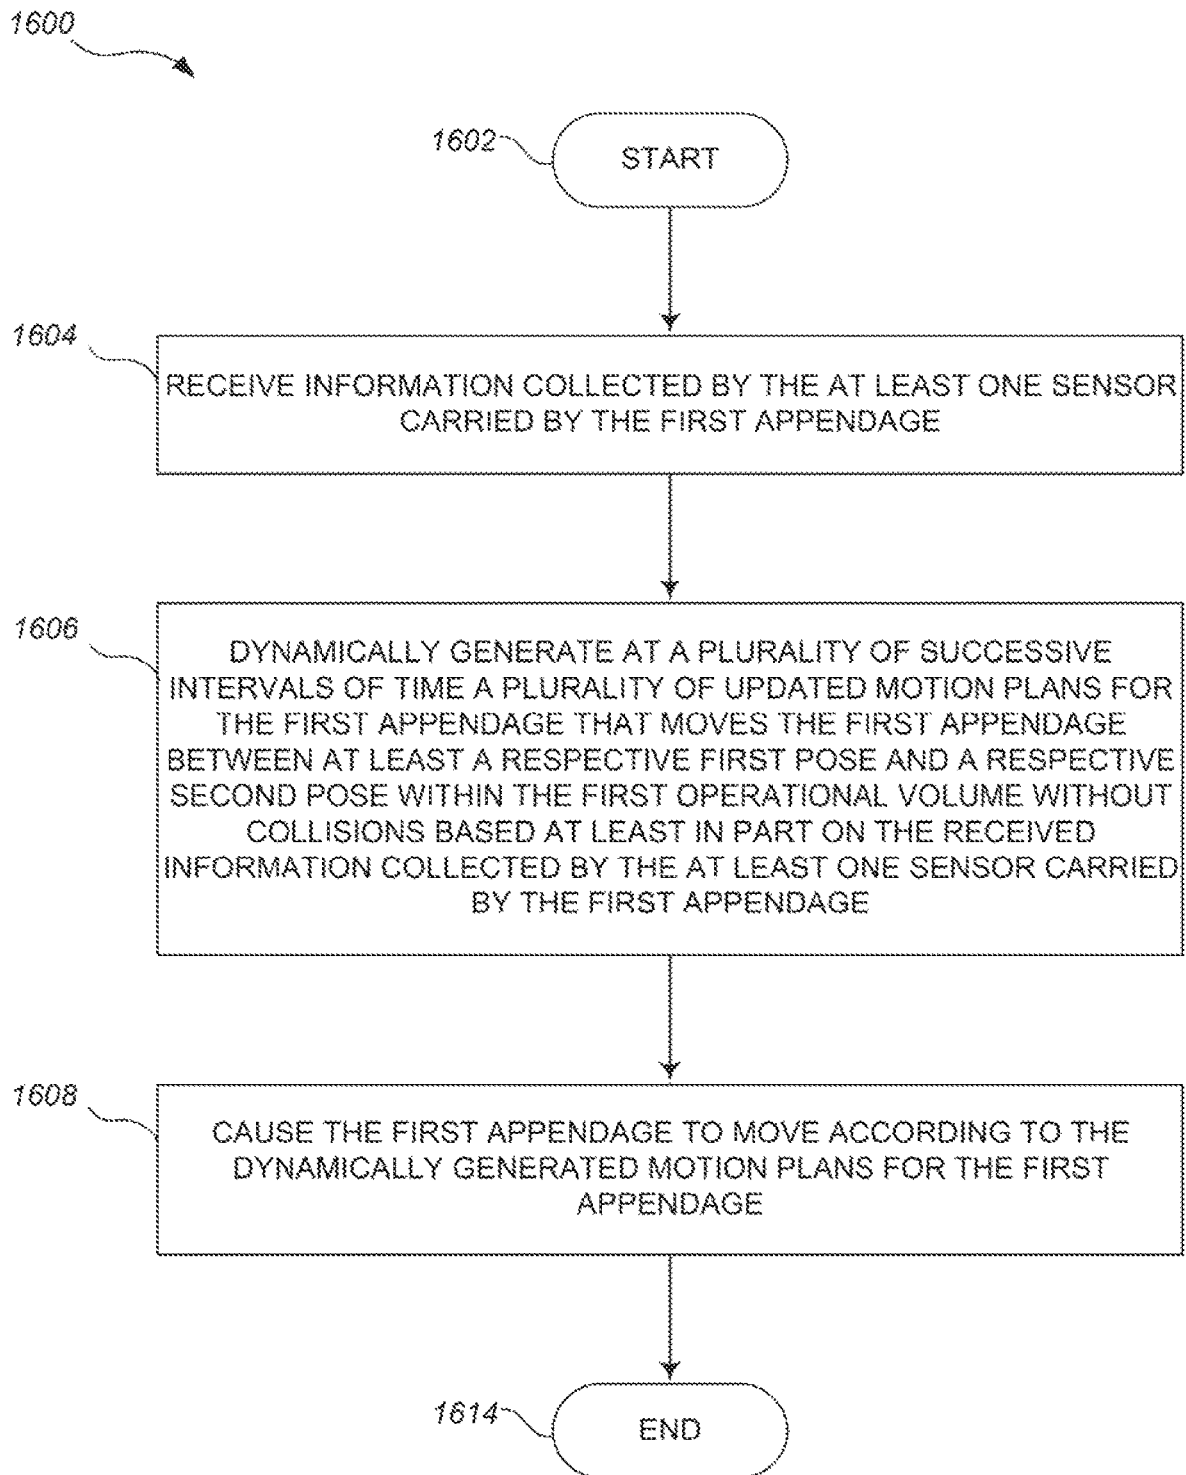 1600
1602
START
1604
RECEIVE INFORMATION COLLECTED BY THE AT LEAST ONE SENSOR
CARRIED BY THE FIRST APPENDAGE
1606
DYNAMICALLY GENERATE AT A PLURALITY OF SUCCESSIVE
INTERVALS OF TIME A PLURALITY OF UPDATED MOTION PLANS FOR
THE FIRST APPENDAGE THAT MOVES THE FIRST APPENDAGE
BETWEEN AT LEAST A RESPECTIVE FIRST POSE AND A RESPECTIVE
SECOND POSE WITHIN THE FIRST OPERATIONAL VOLUME WITHOUT
COLLISIONS BASED AT LEAST IN PART ON THE RECEIVED
INFORMATION COLLECTED BY THE AT LEAST ONE SENSOR CARRIED
BY THE FIRST APPENDAGE
1608
CAUSE THE FIRST APPENDAGE TO MOVE ACCORDING TO THE
DYNAMICALLY GENERATED MOTION PLANS FOR THE FIRST
APPENDAGE
1614
END